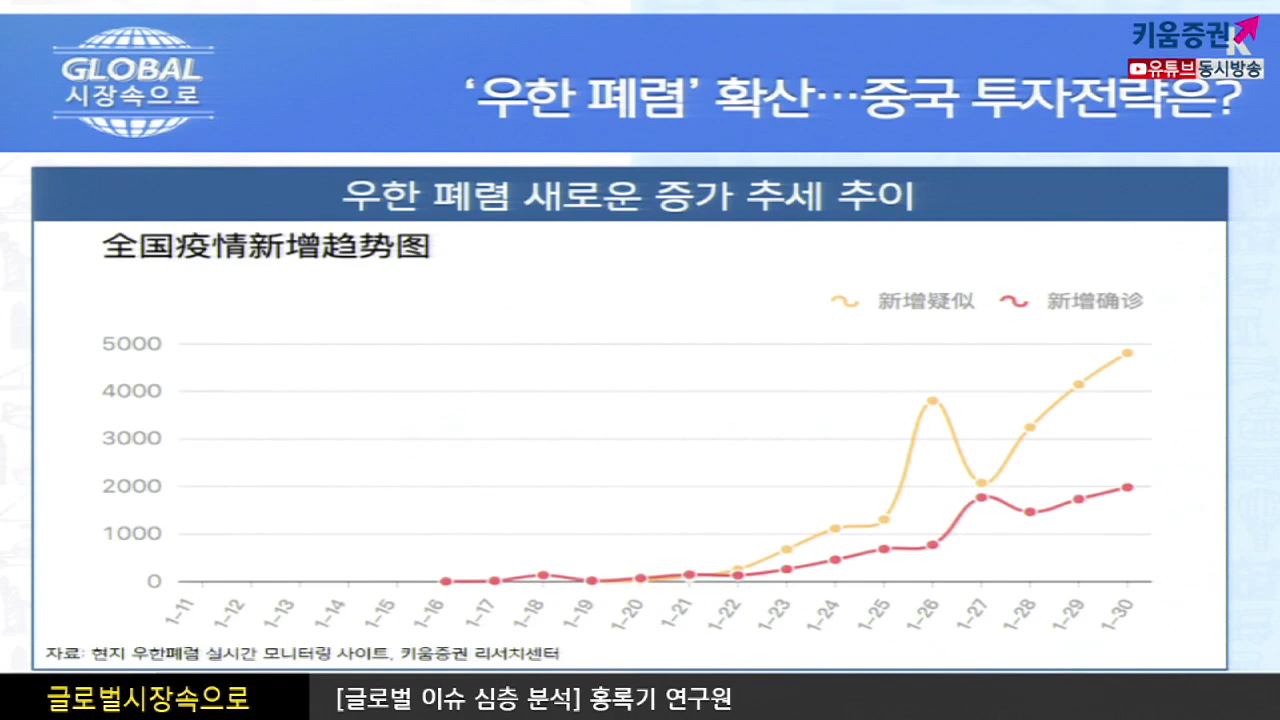 GLOBAL
시장속으로
키움증권
유튜브 동시방송
‘우한 폐렴’ 확산…중국 투자전략은?
우한 폐렴 새로운 증가 추세 추이
全国疫情新增趋势图
新增疑似 新增确诊
5000
4000
3000
2000
1000
0
1-11 1-12 1-13 1-14 1-15 1-16 1-17 1-18 1-19 1-20 1-21 1-22 1-23 1-24 1-25 1-26 1-27 1-28 1-29 1-30
자료: 현지 우한폐렴 실시간 모니터링 사이트, 키움증권 리서치센터
글로벌시장속으로
[글로벌 이슈 심층 분석] 홍록기 연구원